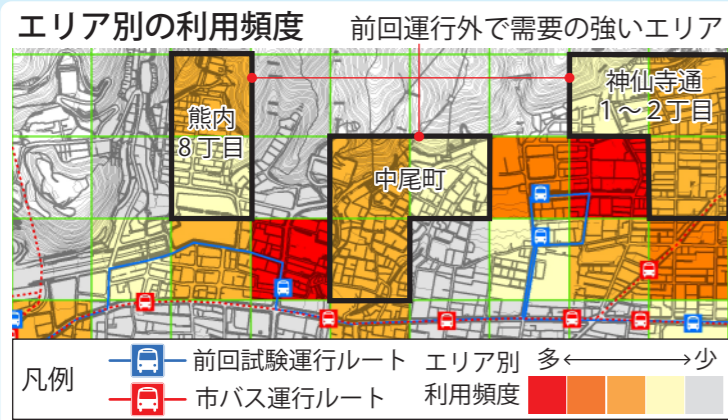 エリア別の利用頻度
前回運行外で需要の強いエリア
熊内
8丁目
中尾町
神仙寺通
1～2丁目
凡例
前回試験運行ルート
市バス運行ルート
エリア別
利用頻度
多←→少